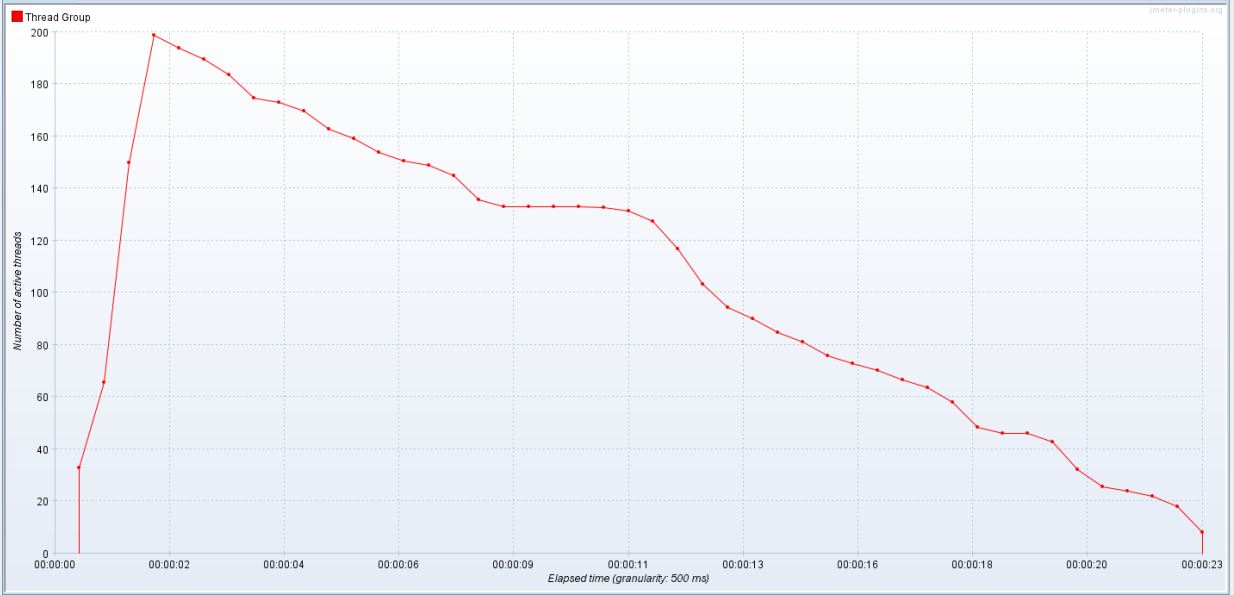 jmeter-plugins.org
Thread Group
200
180
160
140
120
100
80
60
40
20
0
Number of active threads
00:00:00 00:00:02 00:00:04 00:00:06 00:00:09 00:00:11 00:00:13 00:00:16 00:00:18 00:00:20 00:00:23
Elapsed time (granularity: 500 ms)